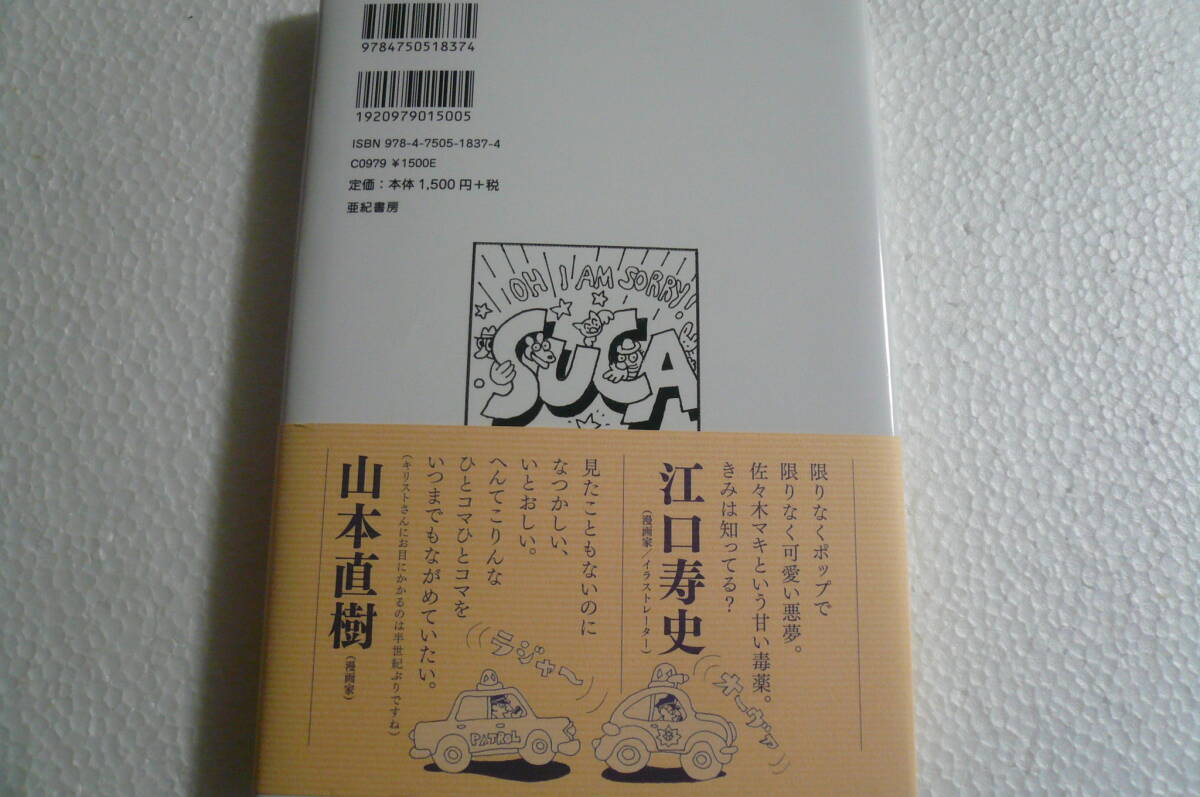 9784750518374
1920979015005
ISBN 978-4-7505-1837-4
C0979 ¥1500E
定価：本体1,500円+税
亜紀書房
OH I AM SORRY!
SUCA
限りなくポップで
限りなく可愛い悪夢。
佐々木マキという甘い毒薬。
きみは知ってる？
江口寿史
（漫画家／イラストレーター）
見たこともないのに
なつかしい、
いとおしい。
へんてこりんな
ひとコマひとコマを
いつまでもながめていたい。
（キリストさんにお目にかかるのは半世紀ぶりですね）
山本直樹
（漫画家）
ラジャ〜
PATROL